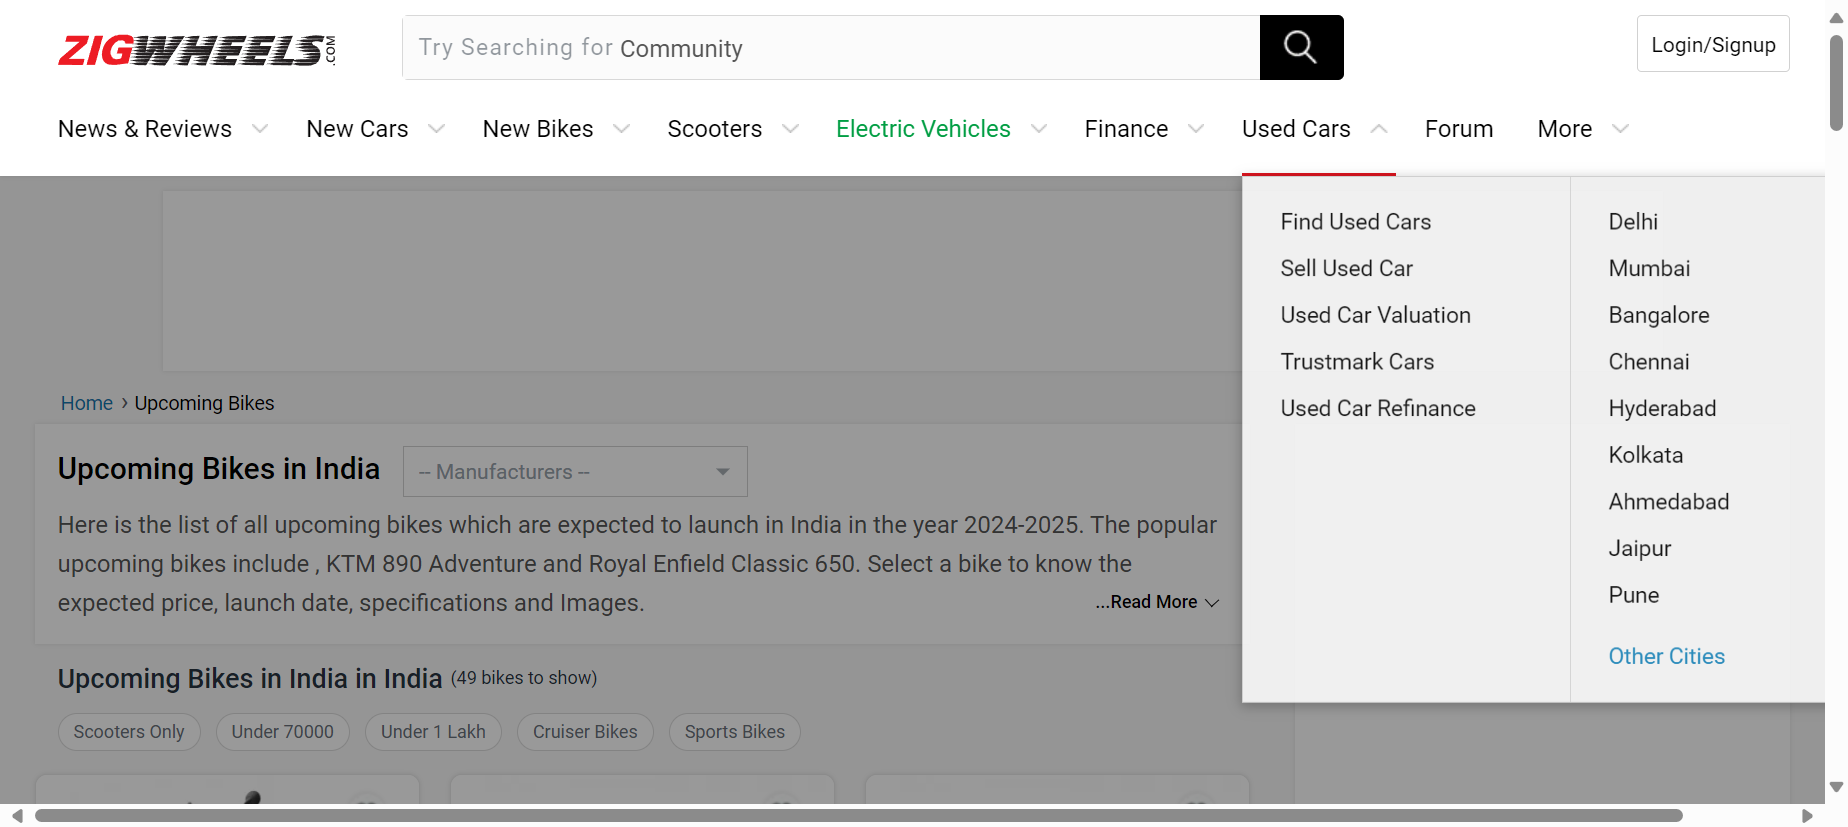 ZIGWHEELS.COM
Try Searching for Community
Login/Signup
News & Reviews
New Cars
New Bikes
Scooters
Electric Vehicles
Finance
Used Cars
Forum
More
Find Used Cars
Sell Used Car
Used Car Valuation
Trustmark Cars
Used Car Refinance
Delhi
Mumbai
Bangalore
Chennai
Hyderabad
Kolkata
Ahmedabad
Jaipur
Pune
Other Cities
Home › Upcoming Bikes
Upcoming Bikes in India
-- Manufacturers --
Here is the list of all upcoming bikes which are expected to launch in India in the year 2024-2025. The popular
upcoming bikes include , KTM 890 Adventure and Royal Enfield Classic 650. Select a bike to know the
expected price, launch date, specifications and Images.
...Read More
Upcoming Bikes in India in India (49 bikes to show)
Scooters Only
Under 70000
Under 1 Lakh
Cruiser Bikes
Sports Bikes